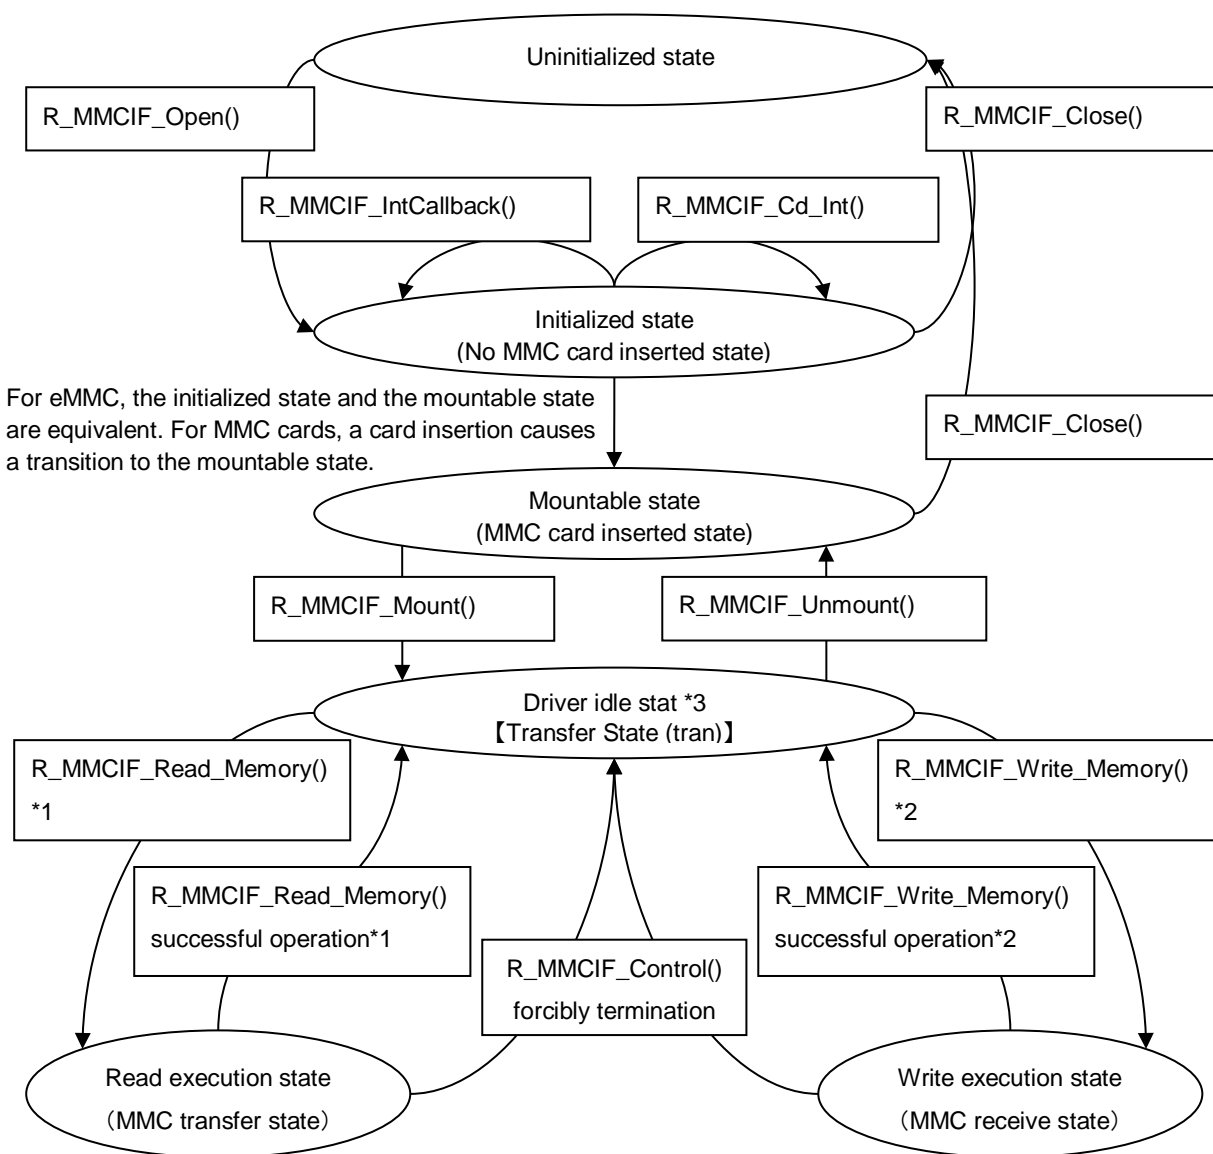 Uninitialized state
R_MMCIF_Open()
R_MMCIF_Close()
R_MMCIF_IntCallback()
R_MMCIF_Cd_Int()
Initialized state
(No MMC card inserted state)
For eMMC, the initialized state and the mountable state
are equivalent. For MMC cards, a card insertion causes
a transition to the mountable state.
R_MMCIF_Close()
Mountable state
(MMC card inserted state)
R_MMCIF_Mount()
R_MMCIF_Unmount()
Driver idle stat *3
【Transfer State (tran)】
R_MMCIF_Read_Memory()
*1
R_MMCIF_Write_Memory()
*2
R_MMCIF_Read_Memory()
successful operation*1
R_MMCIF_Write_Memory()
successful operation*2
R_MMCIF_Control()
forcibly termination
Read execution state
（MMC transfer state）
Write execution state
（MMC receive state）